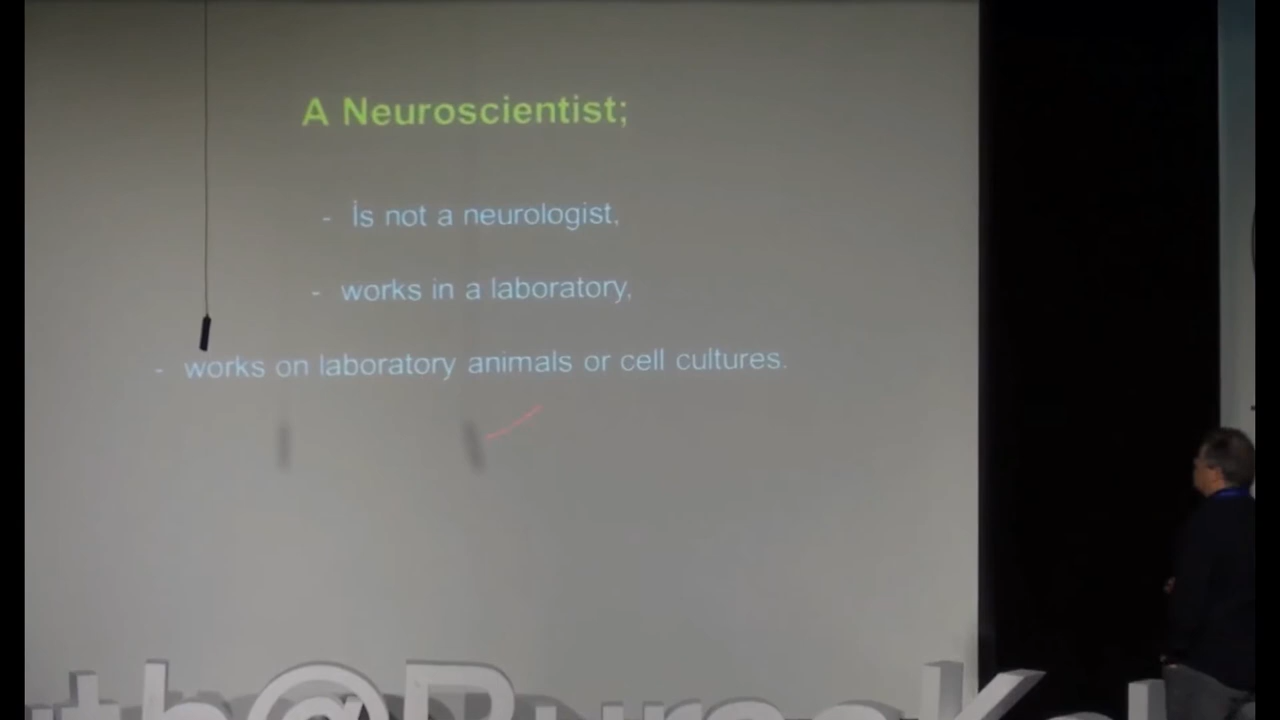 A Neuroscientist;
- İs not a neurologist,
- works in a laboratory,
- works on laboratory animals or cell cultures.